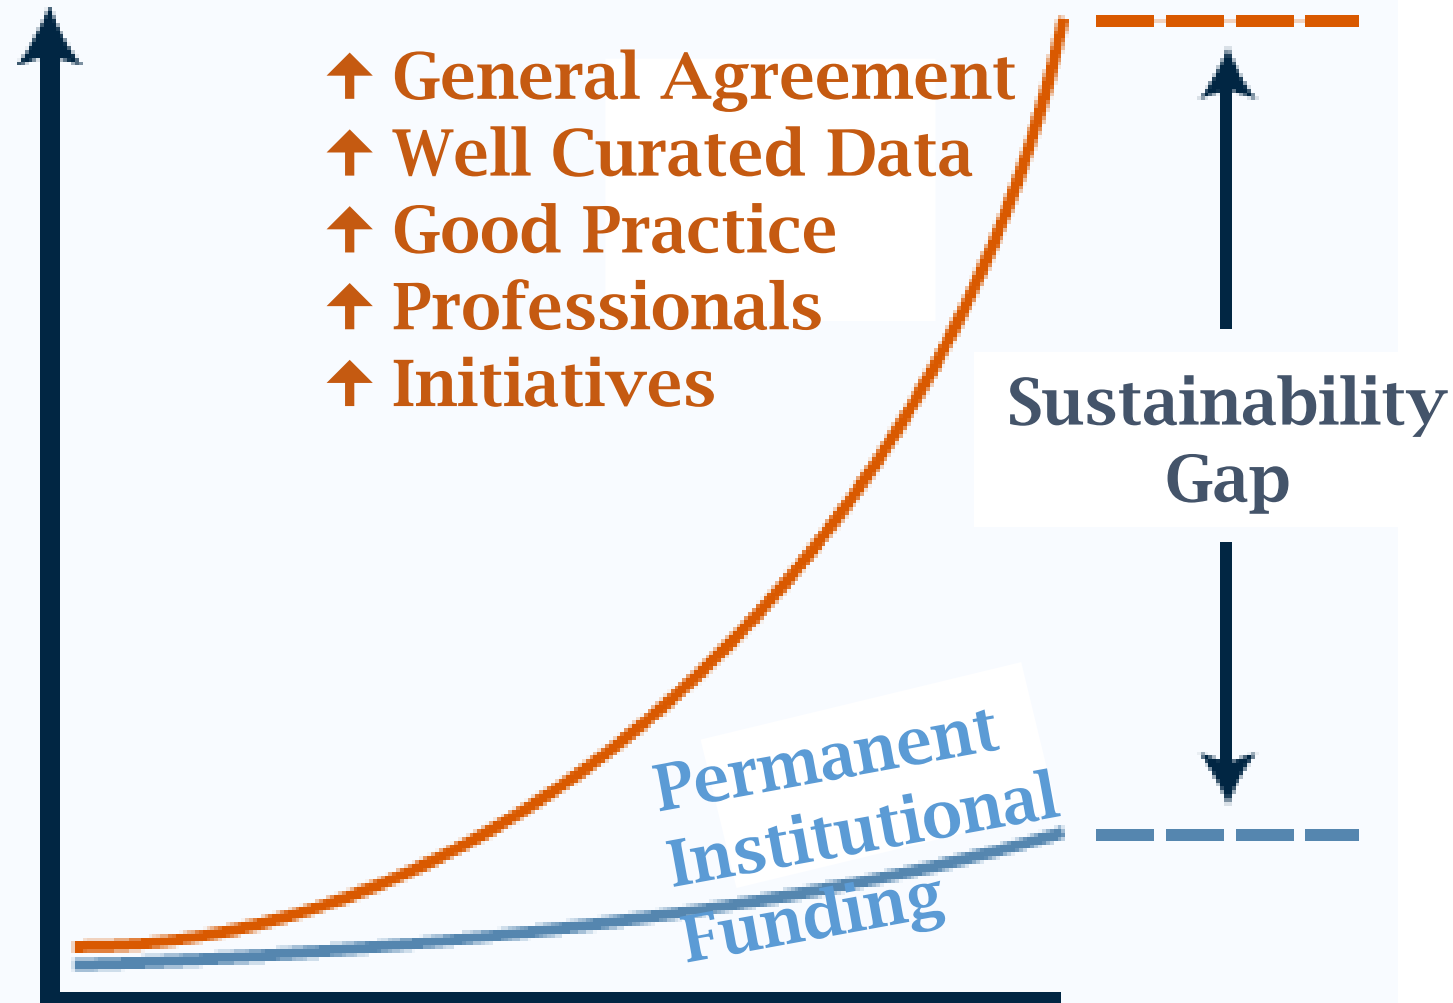 ↑ General Agreement
↑ Well Curated Data
↑ Good Practice
↑ Professionals
↑ Initiatives
Sustainability
Gap
Permanent
Institutional
Funding